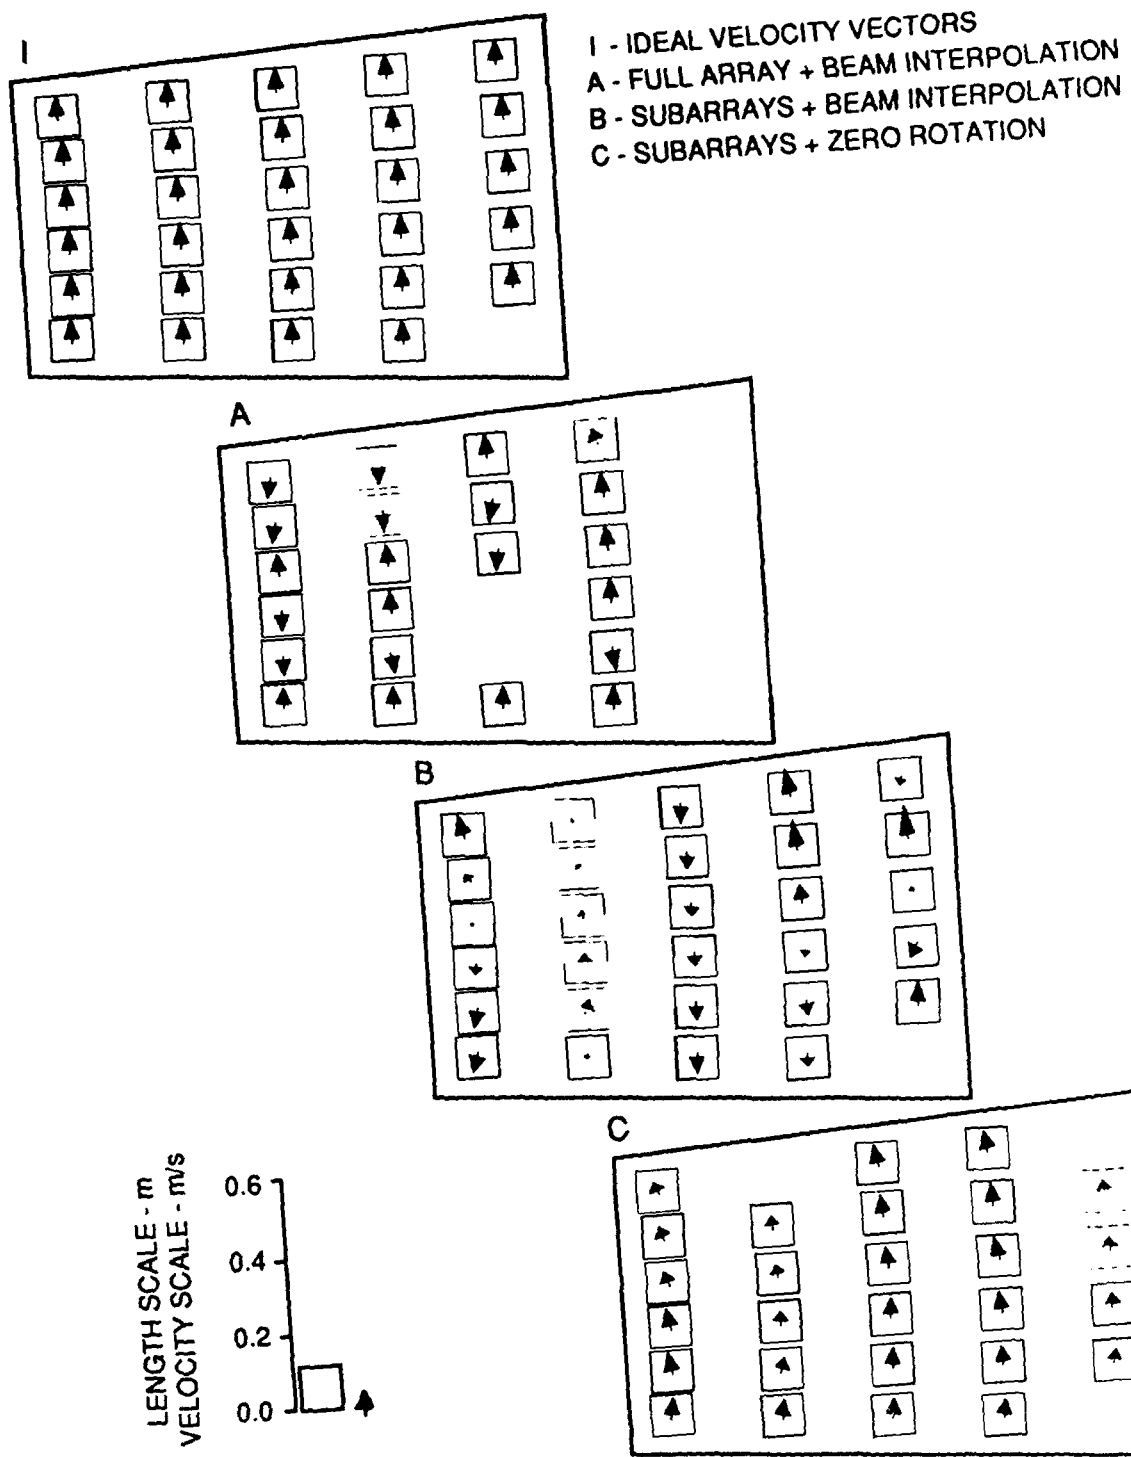 I
I - IDEAL VELOCITY VECTORS
A - FULL ARRAY + BEAM INTERPOLATION
B - SUBARRAYS + BEAM INTERPOLATION
C - SUBARRAYS + ZERO ROTATION
A
B
C
LENGTH SCALE - m
VELOCITY SCALE - m/s
0.6
0.4
0.2
0.0